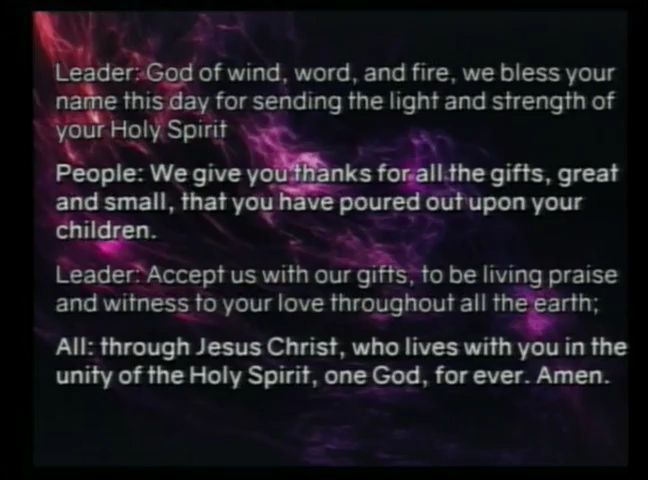 Leader: God of wind, word, and fire, we bless your
name this day for sending the light and strength of
your Holy Spirit
People: We give you thanks for all the gifts, great
and small, that you have poured out upon your
children.
Leader: Accept us with our gifts, to be living praise
and witness to your love throughout all the earth;
All: through Jesus Christ, who lives with you in the
unity of the Holy Spirit, one God, for ever. Amen.